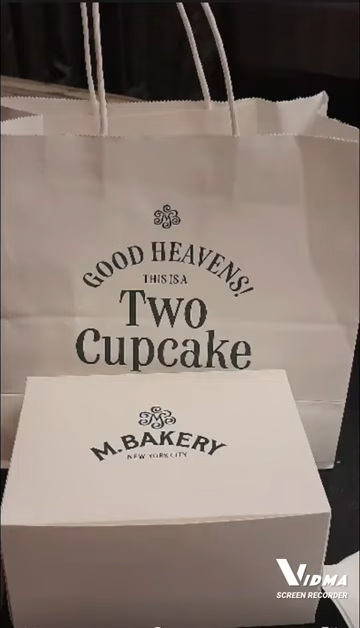 M
GOOD HEAVENS!
THIS IS A
Two
Cupcake
M
M.BAKERY
NEW YORK CITY
VIDMA
SCREEN RECORDER